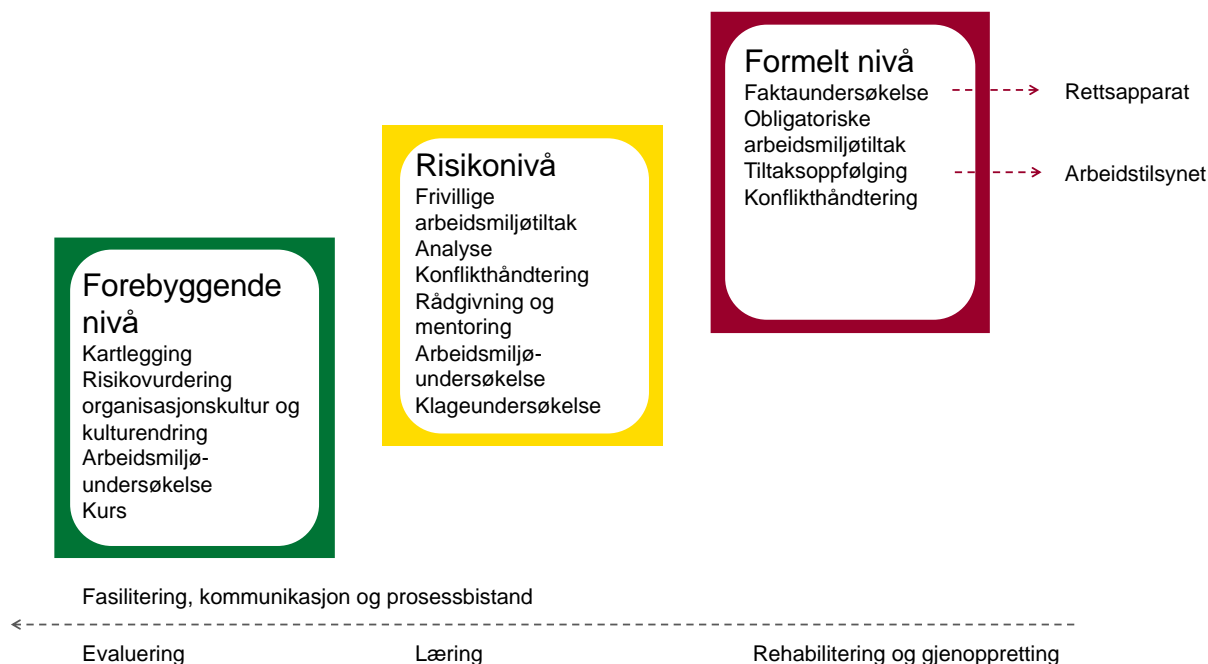 Forebyggende
nivå
Kartlegging
Risikovurdering
organisasjonskultur og
kulturendring
Arbeidsmiljø-
undersøkelse
Kurs
Risikonivå
Frivillige
arbeidsmiljøtiltak
Analyse
Konflikthåndtering
Rådgivning og
mentoring
Arbeidsmiljø-
undersøkelse
Klageundersøkelse
Formelt nivå
Faktaundersøkelse
Obligatoriske
arbeidsmiljøtiltak
Tiltaksoppfølging
Konflikthåndtering
Rettsapparat
Arbeidstilsynet
Fasilitering, kommunikasjon og prosessbistand
Evaluering
Læring
Rehabilitering og gjenoppretting